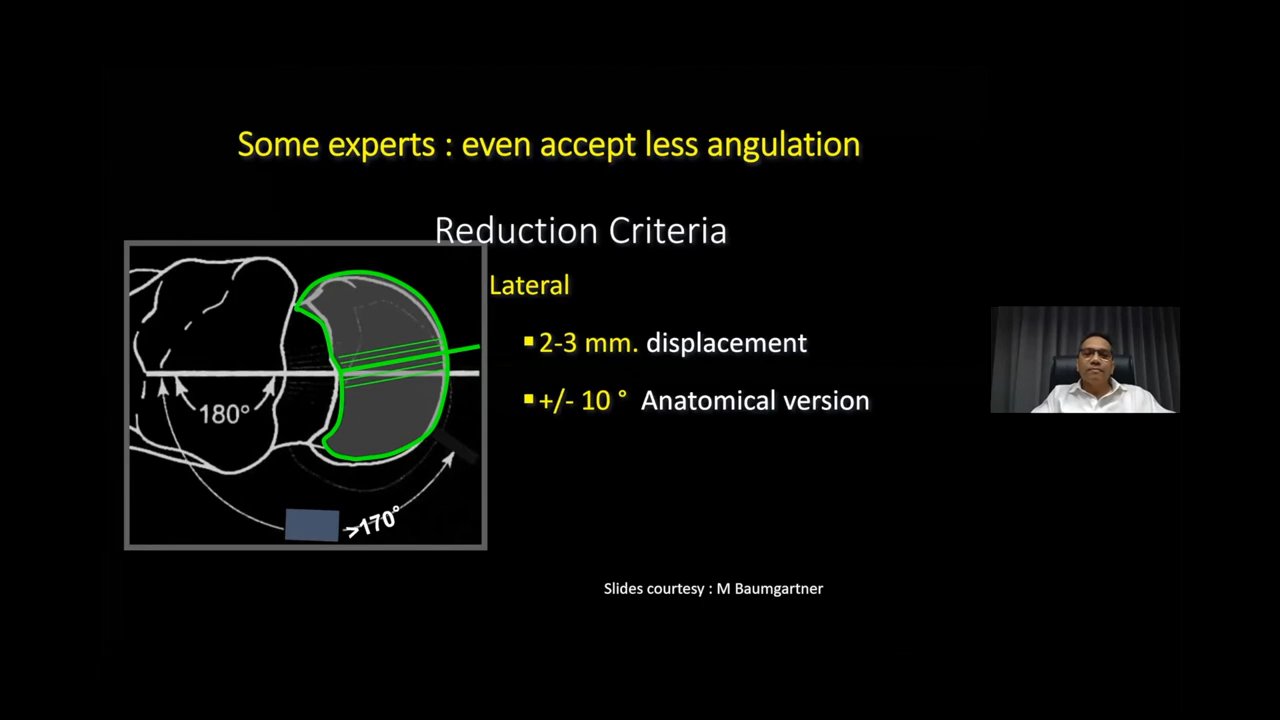 Some experts : even accept less angulation
Reduction Criteria
Lateral
▪2-3 mm. displacement
▪+/- 10 ° Anatomical version
180°
>170°
Slides courtesy : M Baumgartner